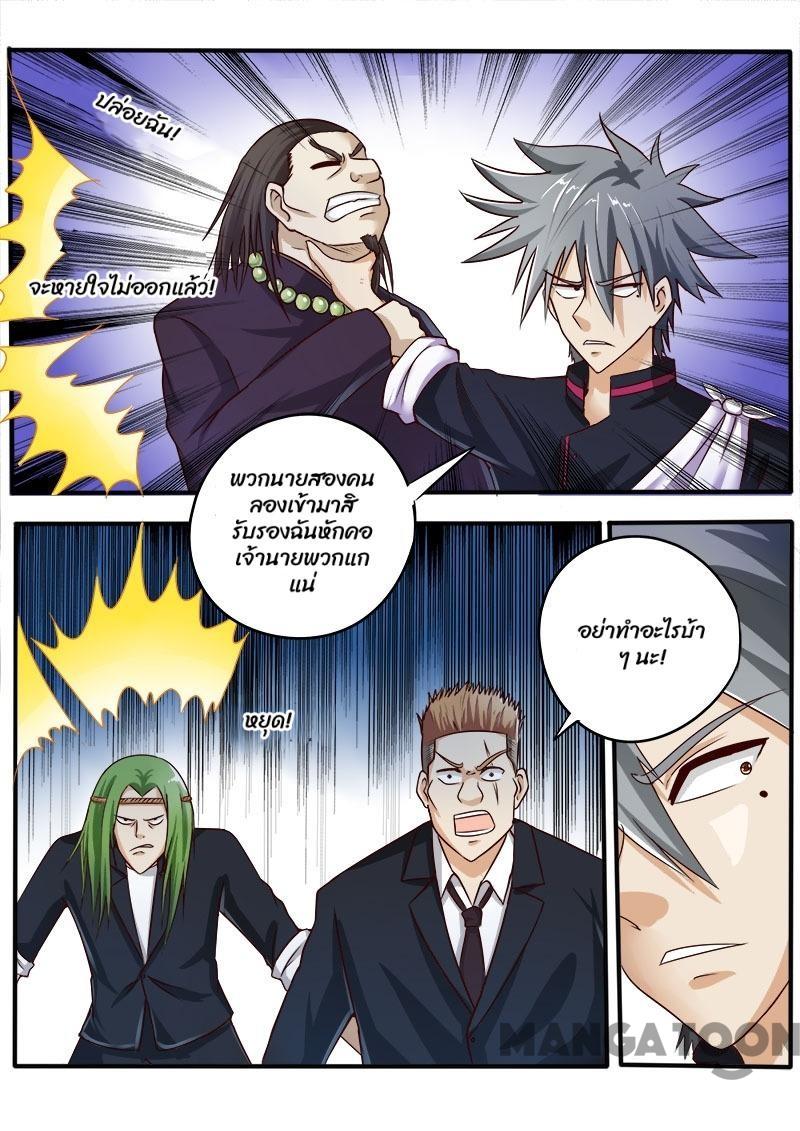 ปล่อยฉัน!
จะหายใจไม่ออกแล้ว!
พวกนายสองคน
ลองเข้ามาสิ
รับรองฉันหักคอ
เจ้านายพวกแก
แน่
อย่าทำอะไรบ้า
ๆ นะ!
หยุด!
MANGATOON